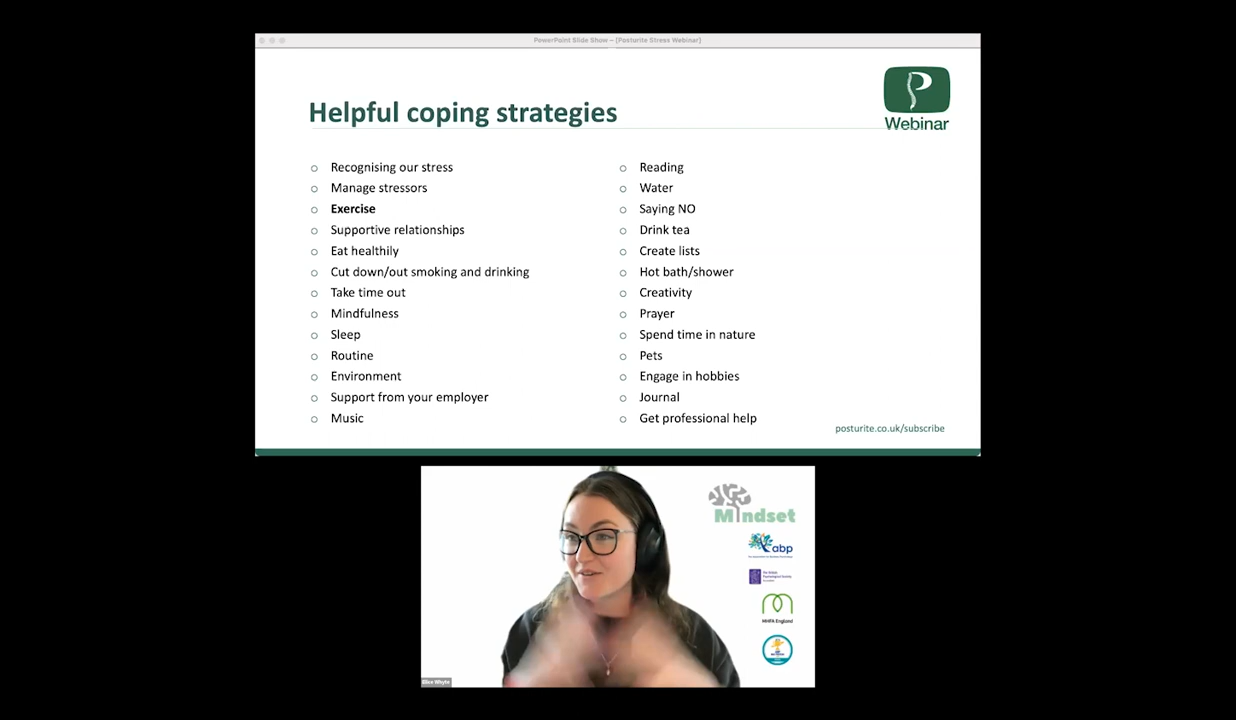 PowerPoint Slide Show - [Posturite Stress Webinar]
Helpful coping strategies
P
Webinar
Recognising our stress
Manage stressors
Exercise
Supportive relationships
Eat healthily
Cut down/out smoking and drinking
Take time out
Mindfulness
Sleep
Routine
Environment
Support from your employer
Music
Reading
Water
Saying NO
Drink tea
Create lists
Hot bath/shower
Creativity
Prayer
Spend time in nature
Pets
Engage in hobbies
Journal
Get professional help
posturite.co.uk/subscribe
Mindset
abp
MHFA England
Elice Whyte